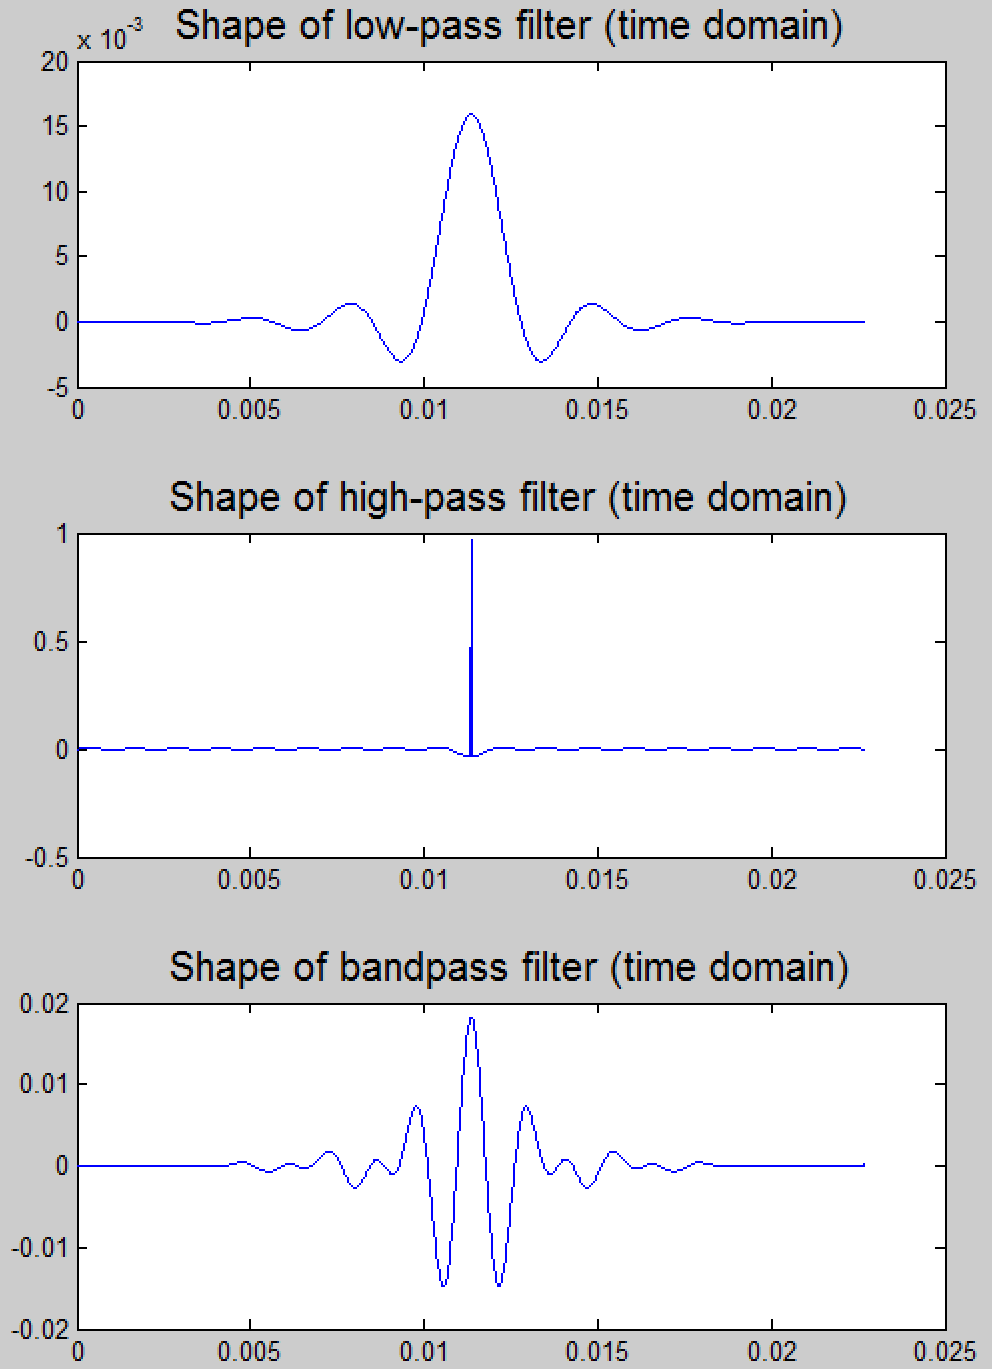 x 10^-3 Shape of low-pass filter (time domain)
20
15
10
5
0
-5
0 0.005 0.01 0.015 0.02 0.025
Shape of high-pass filter (time domain)
1
0.5
0
-0.5
0 0.005 0.01 0.015 0.02 0.025
Shape of bandpass filter (time domain)
0.02
0.01
0
-0.01
-0.02
0 0.005 0.01 0.015 0.02 0.025